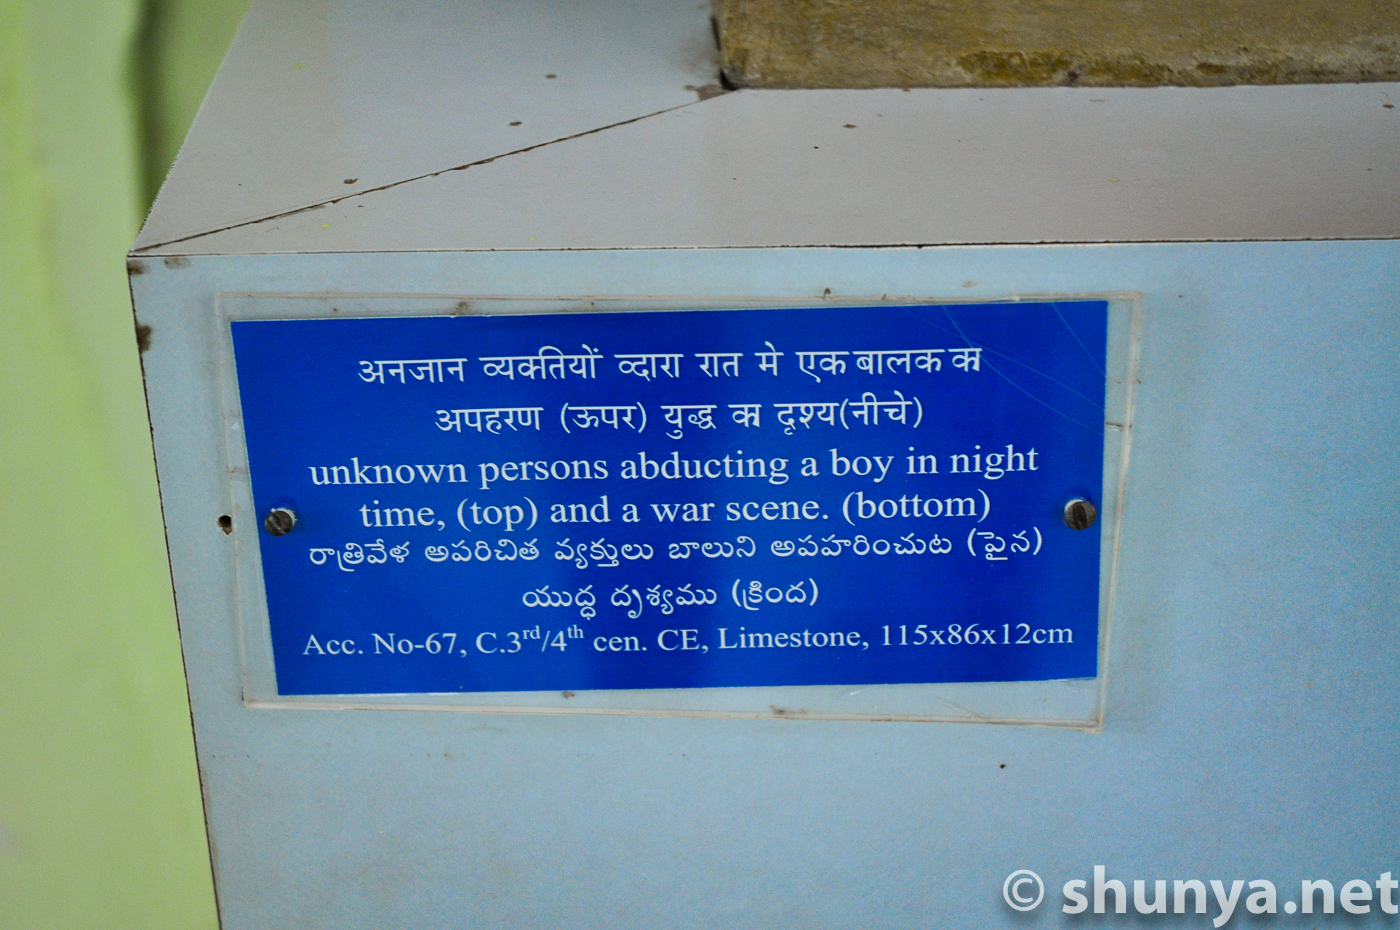 अनजान व्यक्तियों व्दारा रात मे एक बालक का
अपहरण (ऊपर) युद्ध का दृश्य(नीचे)
unknown persons abducting a boy in night
time, (top) and a war scene. (bottom)
రాత్రివేళ అపరిచిత వ్యక్తులు బాలుని అపహరించుట (పైన)
యుద్ధ దృశ్యము (క్రింద)
Acc. No-67, C.3rd/4th cen. CE, Limestone, 115x86x12cm
© shunya.net